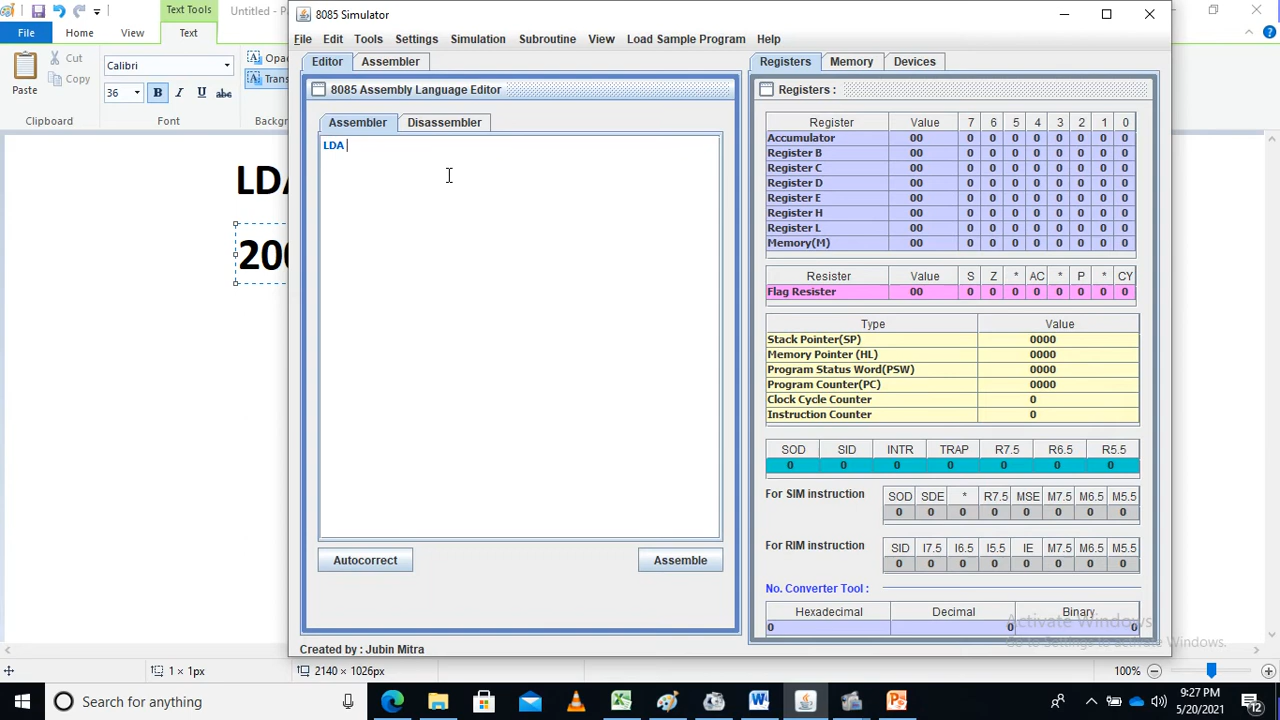 Text Tools
Untitled - P
8085 Simulator
File
Home
View
Text
File Edit Tools Settings Simulation Subroutine View Load Sample Program Help
Cut
Copy
Paste
Clipboard
Calibri
36
B I U abc
Font
Opa
Trans
Backgro
Editor Assembler
Registers Memory Devices
8085 Assembly Language Editor
Registers :
Assembler Disassembler
LDA
LDA
200
Register Value 7 6 5 4 3 2 1 0
Accumulator 00 0 0 0 0 0 0 0 0
Register B 00 0 0 0 0 0 0 0 0
Register C 00 0 0 0 0 0 0 0 0
Register D 00 0 0 0 0 0 0 0 0
Register E 00 0 0 0 0 0 0 0 0
Register H 00 0 0 0 0 0 0 0 0
Register L 00 0 0 0 0 0 0 0 0
Memory(M) 00 0 0 0 0 0 0 0 0
Resister Value S Z * AC * P * CY
Flag Resister 00 0 0 0 0 0 0 0 0
Type Value
Stack Pointer(SP) 0000
Memory Pointer (HL) 0000
Program Status Word(PSW) 0000
Program Counter(PC) 0000
Clock Cycle Counter 0
Instruction Counter 0
SOD SID INTR TRAP R7.5 R6.5 R5.5
0 0 0 0 0 0 0
For SIM instruction
SOD SDE * R7.5 MSE M7.5 M6.5 M5.5
0 0 0 0 0 0 0 0
For RIM instruction
SID I7.5 I6.5 I5.5 IE M7.5 M6.5 M5.5
0 0 0 0 0 0 0 0
No. Converter Tool :
Hexadecimal Decimal Binary
0 0 0
Autocorrect
Assemble
Activate Windows
Go to Settings to activate Windows.
Created by : Jubin Mitra
1 × 1px
2140 × 1026px
100%
Search for anything
9:27 PM
5/20/2021
12